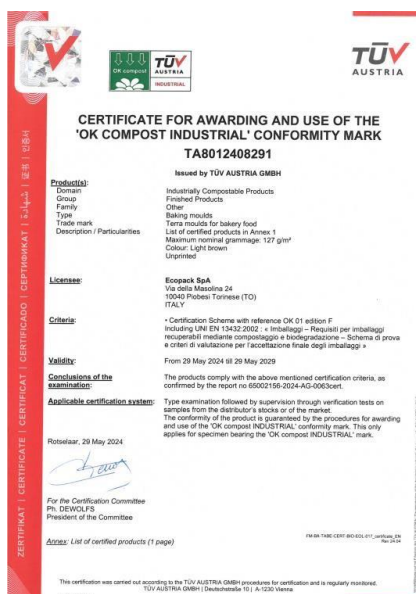 TÜV
AUSTRIA
OK compost
TÜV
AUSTRIA
INDUSTRIAL
CERTIFICATE FOR AWARDING AND USE OF THE
'OK COMPOST INDUSTRIAL' CONFORMITY MARK
TA8012408291
Issued by TÜV AUSTRIA GMBH
Product(s):
Domain Industrially Compostable Products
Group Finished Products
Family Other
Type Baking moulds
Trade mark Terra moulds for bakery food
Description / Particularities List of certified products in Annex 1
Maximum nominal grammage: 127 g/m²
Colour: Light brown
Unprinted
Licensee: Ecopack SpA
Via della Masolina 24
10040 Piobesi Torinese (TO)
ITALY
Criteria: • Certification Scheme with reference OK 01 edition F
Including UNI EN 13432:2002 : « Imballaggi – Requisiti per imballaggi
recuperabili mediante compostaggio e biodegradazione – Schema di prova
e criteri di valutazione per l'accettazione finale degli imballaggi »
Validity: From 29 May 2024 till 29 May 2029
Conclusions of the
examination: The products comply with the above mentioned certification criteria, as
confirmed by the report no 65002156-2024-AG-0063cert.
Applicable certification system: Type examination followed by supervision through verification tests on
samples from the distributor's stocks or of the market.
The conformity of the product is guaranteed by the procedures for awarding
and use of the 'OK compost INDUSTRIAL' conformity mark. This only
applies for specimen bearing the 'OK compost INDUSTRIAL' mark.
Rotselaar, 29 May 2024
For the Certification Committee
Ph. DEWOLFS
President of the Committee
Annex: List of certified products (1 page)
This certification was carried out according to the TÜV AUSTRIA GMBH procedures for certification and is regularly monitored.
TÜV AUSTRIA GMBH | Deutschstraße 10 | A-1230 Vienna
ZERTIFIKAT | CERTIFICATE | CERTIFICAT | CERTIFICADO | СЕРТИФИКАТ | شهادة | 证书 | 인증서